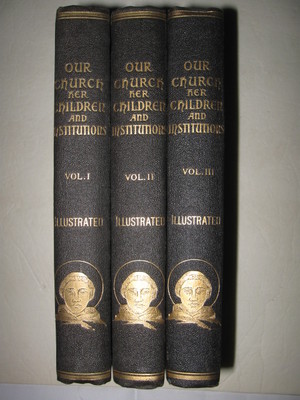 OUR
CHURCH
HER
CHILDREN
AND
INSTITUTIONS
VOL. I
ILLUSTRATED
OUR
CHURCH
HER
CHILDREN
AND
INSTITUTIONS
VOL. II
ILLUSTRATED
OUR
CHURCH
HER
CHILDREN
AND
INSTITUTIONS
VOL. III
ILLUSTRATED